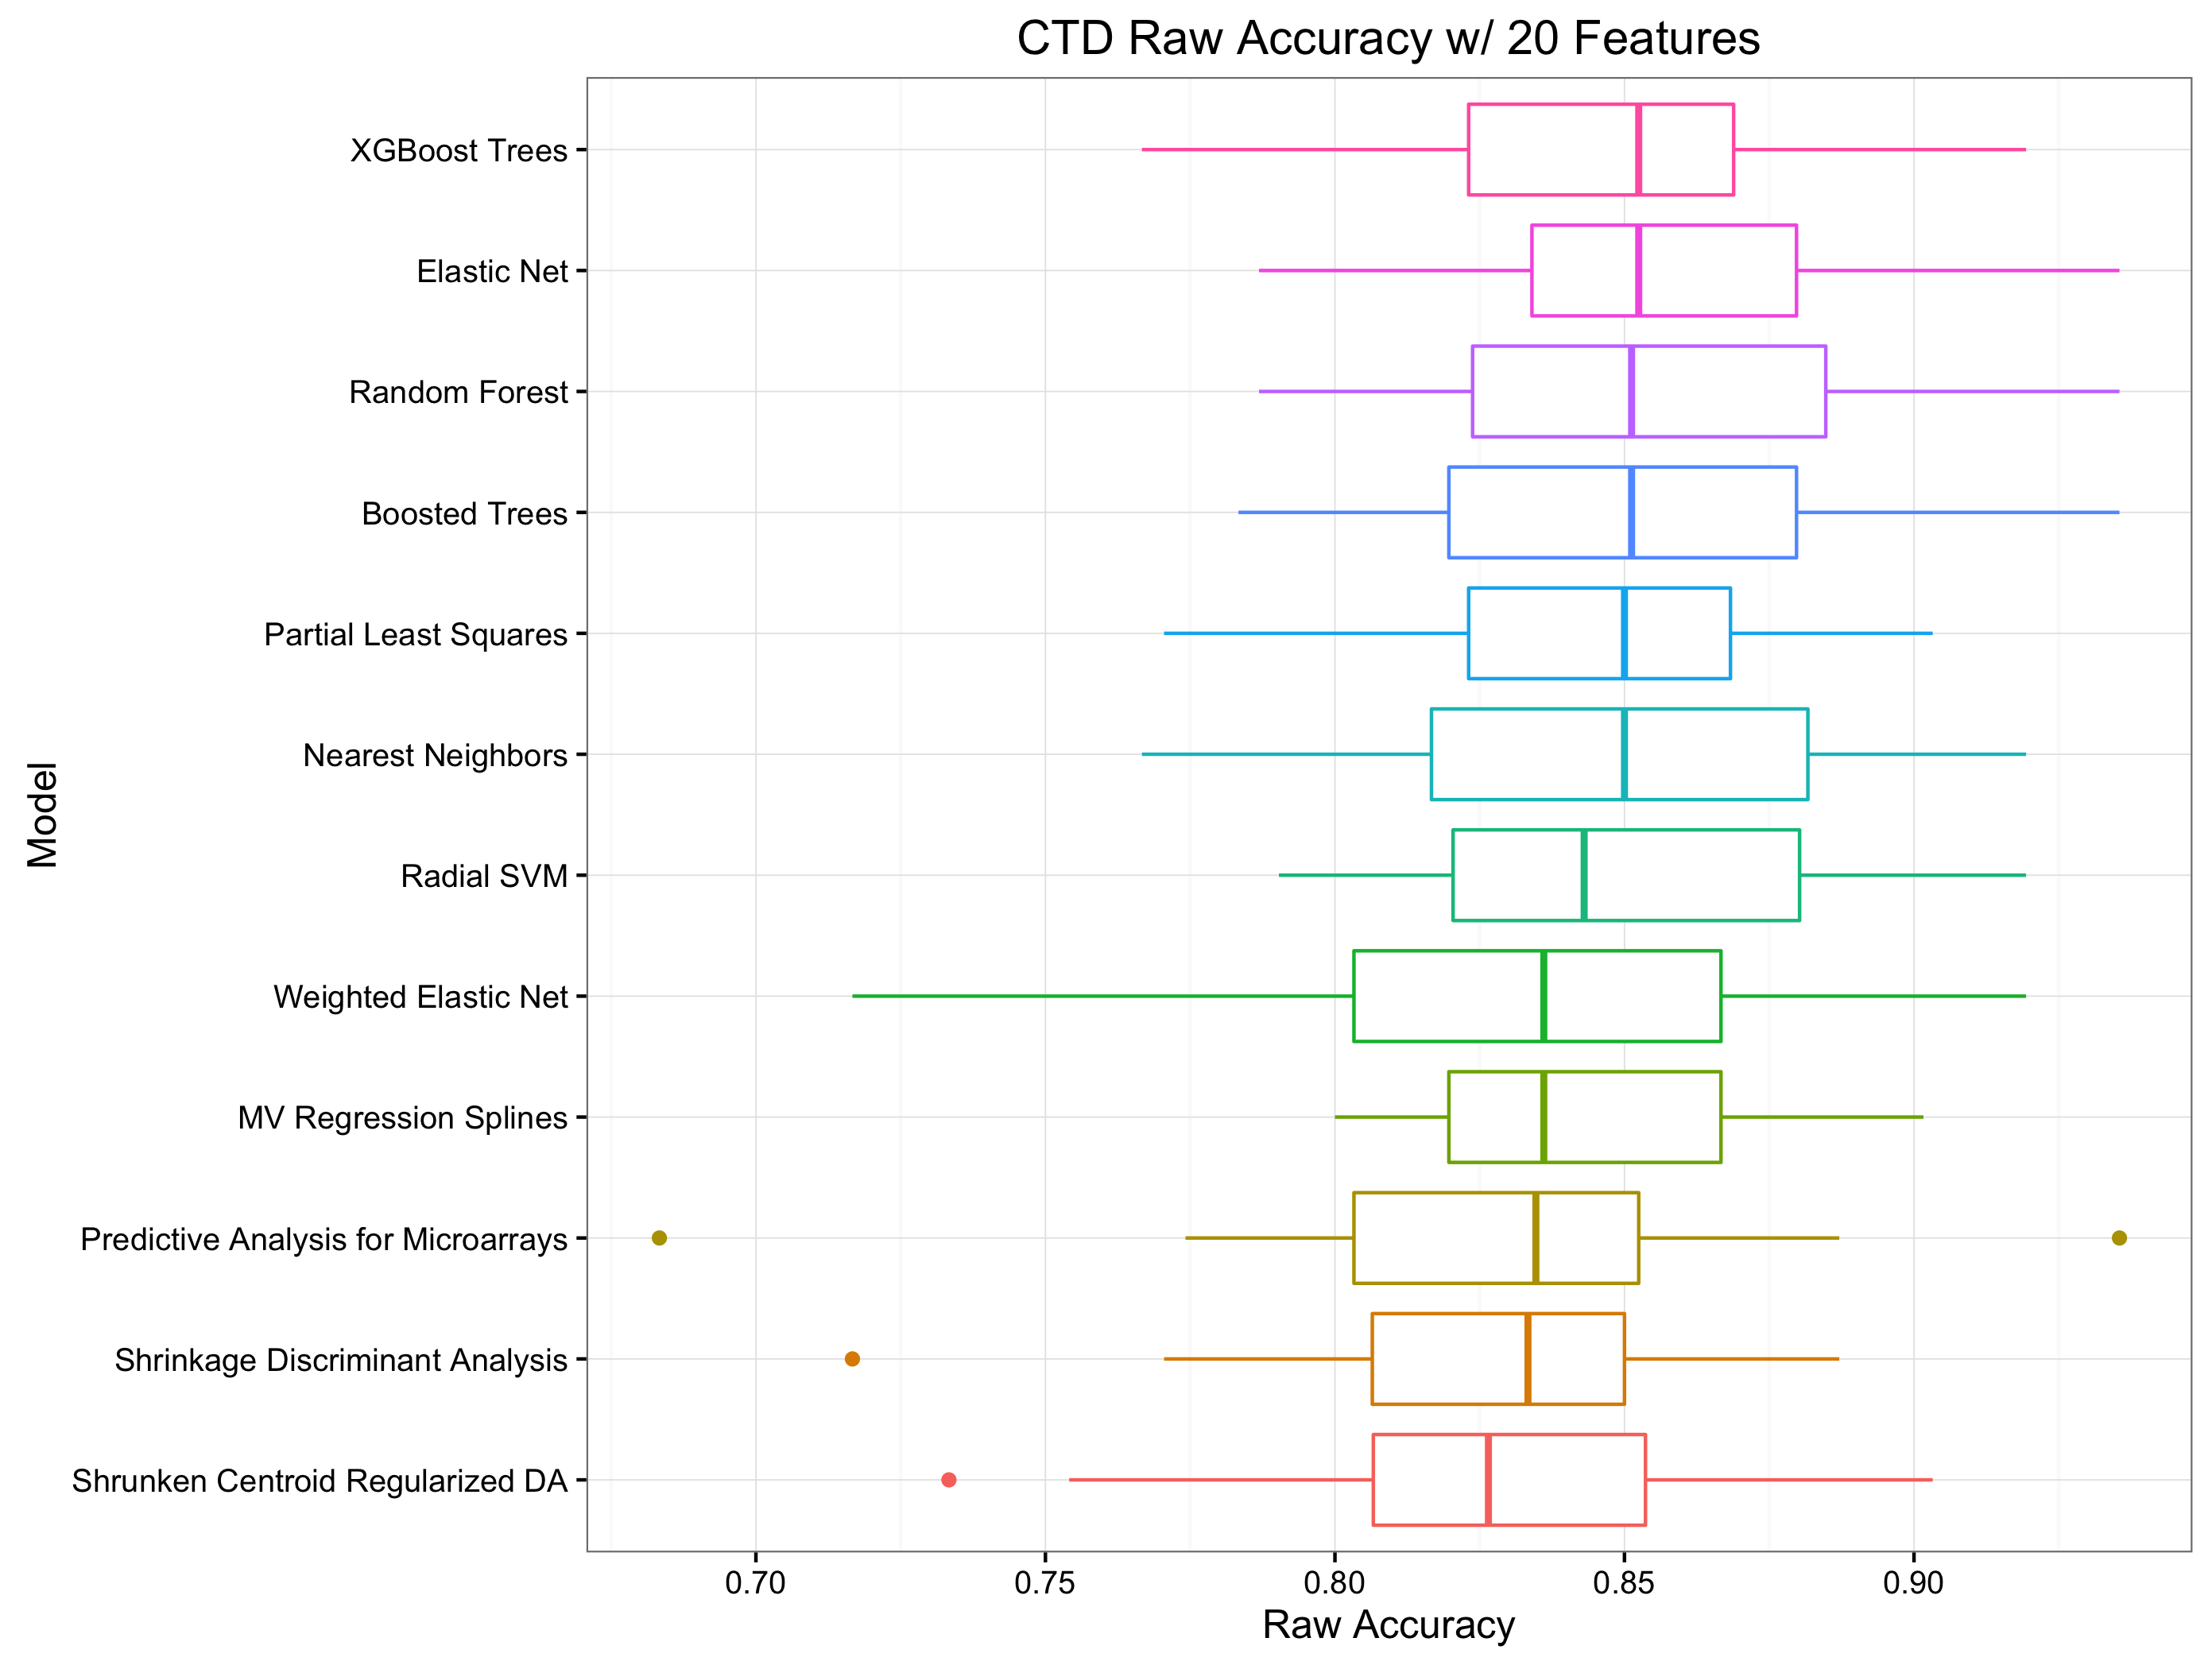 CTD Raw Accuracy w/ 20 Features
XGBoost Trees
Elastic Net
Random Forest
Boosted Trees
Partial Least Squares
Nearest Neighbors
Radial SVM
Weighted Elastic Net
MV Regression Splines
Predictive Analysis for Microarrays
Shrinkage Discriminant Analysis
Shrunken Centroid Regularized DA
Model
0.70 0.75 0.80 0.85 0.90
Raw Accuracy